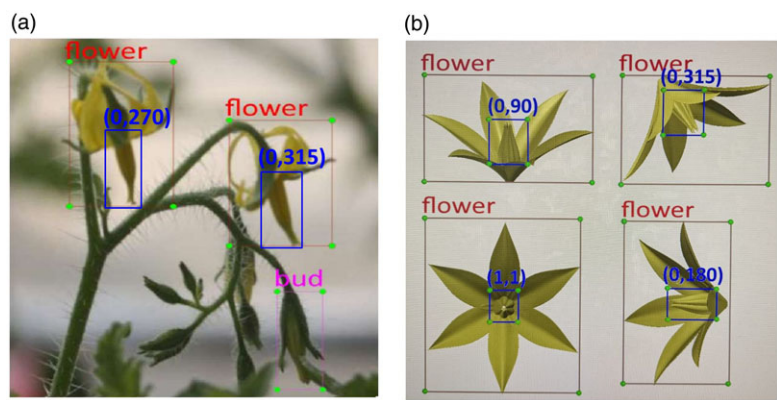 (a)
flower
(0,270)
flower
(0,315)
bud
(b)
flower
(0,90)
flower
(0,315)
flower
(1,1)
flower
(0,180)